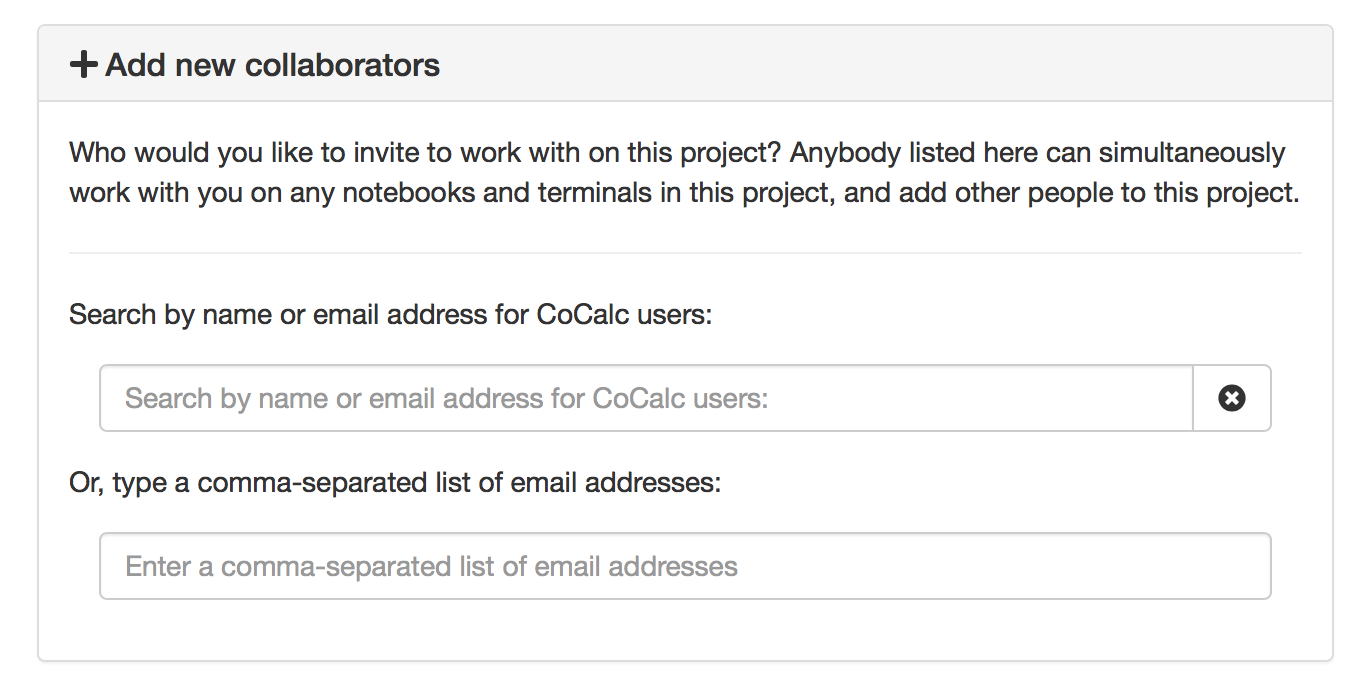 Add new collaborators
Who would you like to invite to work with on this project? Anybody listed here can simultaneously
work with you on any notebooks and terminals in this project, and add other people to this project.
Search by name or email address for CoCalc users:
Search by name or email address for CoCalc users:
Or, type a comma-separated list of email addresses:
Enter a comma-separated list of email addresses